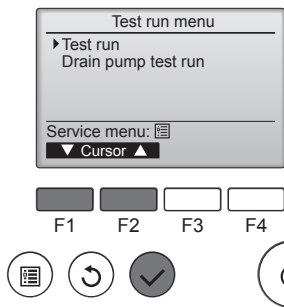 Test run menu
Test run
Drain pump test run
Service menu:
▼ Cursor ▲
F1 F2 F3 F4